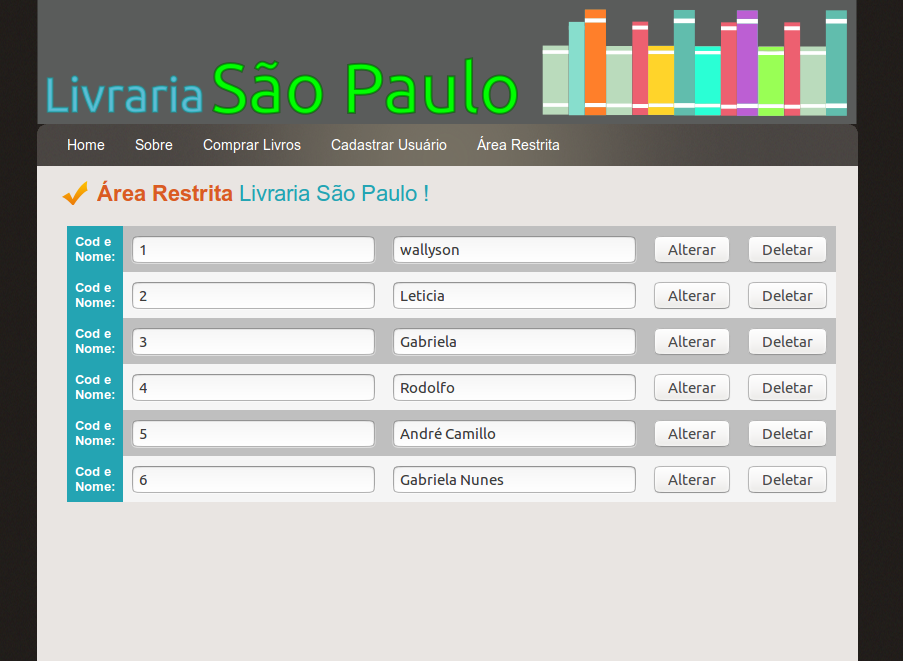 Livraria São Paulo
Home Sobre Comprar Livros Cadastrar Usuário Área Restrita
Área Restrita Livraria São Paulo !
Cod e
Nome: 1 wallyson Alterar Deletar
Cod e
Nome: 2 Leticia Alterar Deletar
Cod e
Nome: 3 Gabriela Alterar Deletar
Cod e
Nome: 4 Rodolfo Alterar Deletar
Cod e
Nome: 5 André Camillo Alterar Deletar
Cod e
Nome: 6 Gabriela Nunes Alterar Deletar